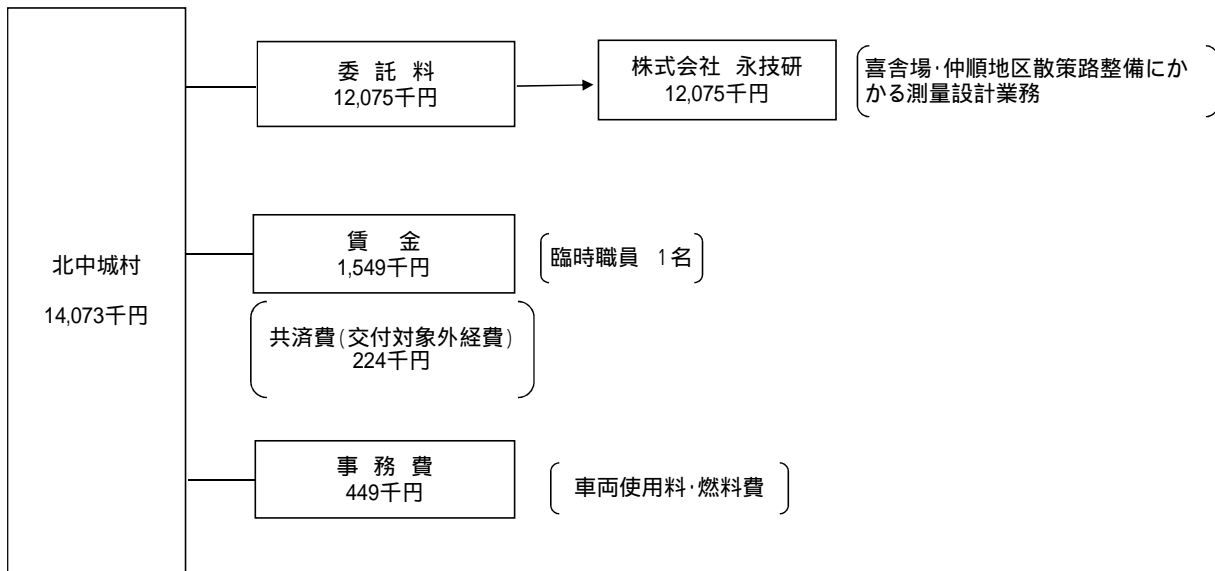 北中城村
14,073千円
委 託 料
12,075千円
株式会社 永技研
12,075千円
喜舎場・仲順地区散策路整備にか
かる測量設計業務
賃 金
1,549千円
臨時職員 1名
共済費(交付対象外経費)
224千円
事 務 費
449千円
車両使用料・燃料費